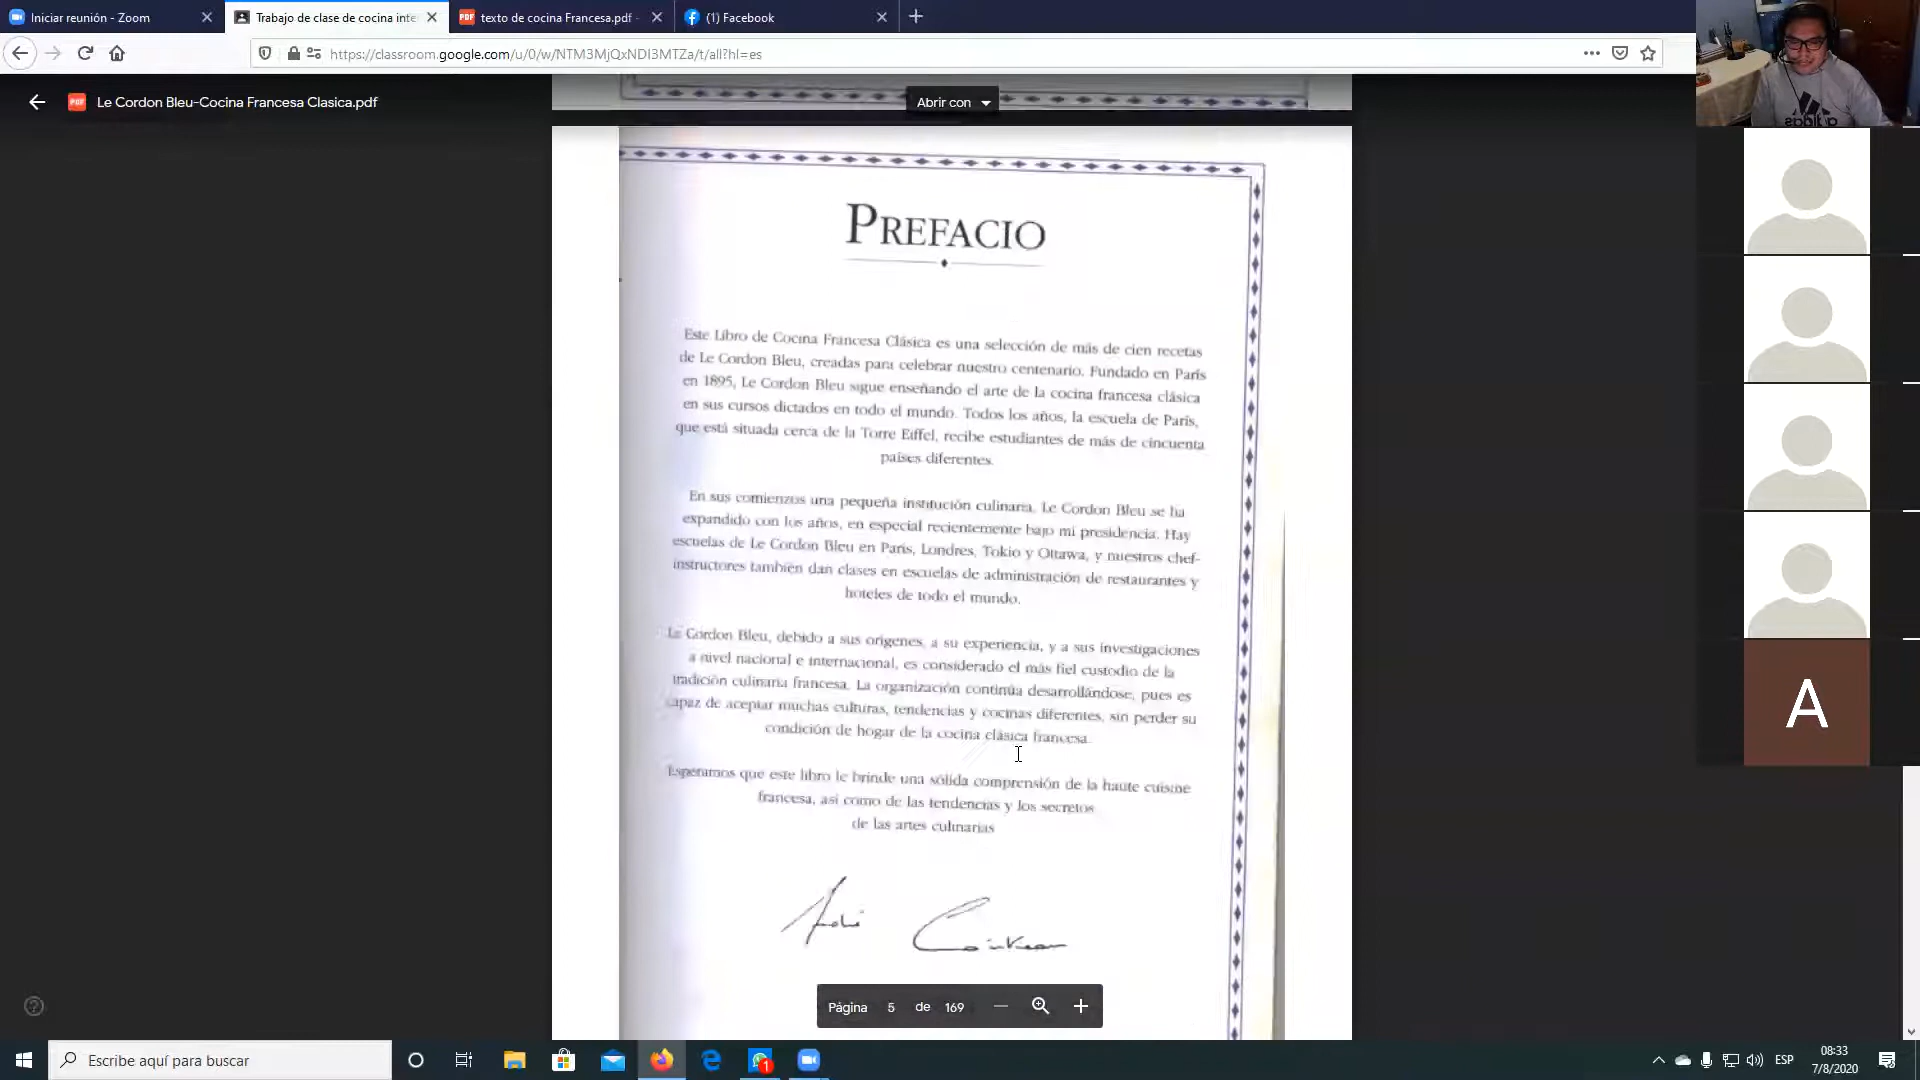 Iniciar reunión - Zoom
Trabajo de clase de cocina inte
texto de cocina Francesa.pdf -
(1) Facebook
https://classroom.google.com/u/0/w/NTM3MjQxNDI3MTZa/t/all?hl=es
Le Cordon Bleu-Cocina Francesa Clasica.pdf
Abrir con
adidas
PREFACIO
Este Libro de Cocina Francesa Clásica es una selección de más de cien recetas
de Le Cordon Bleu, creadas para celebrar nuestro centenario. Fundado en París
en 1895, Le Cordon Bleu sigue enseñando el arte de la cocina francesa clásica
en sus cursos dictados en todo el mundo. Todos los años, la escuela de París,
que está situada cerca de la Torre Eiffel, recibe estudiantes de más de cincuenta
países diferentes.
En sus comienzos una pequeña institución culinaria, Le Cordon Bleu se ha
expandido con los años, en especial recientemente bajo mi presidencia. Hay
escuelas de Le Cordon Bleu en París, Londres, Tokio y Ottawa, y nuestros chef-
instructores también dan clases en escuelas de administración de restaurantes y
hoteles de todo el mundo.
Le Cordon Bleu, debido a sus orígenes, a su experiencia, y a sus investigaciones
a nivel nacional e internacional, es considerado el más fiel custodio de la
tradición culinaria francesa. La organización continúa desarrollándose, pues es
capaz de aceptar muchas culturas, tendencias y cocinas diferentes, sin perder su
condición de hogar de la cocina clásica francesa.
Esperamos que este libro le brinde una sólida comprensión de la haute cuisine
francesa, así como de las tendencias y los secretos
de las artes culinarias
A
Página 5 de 169
Escribe aquí para buscar
1
ESP
08:33
7/8/2020